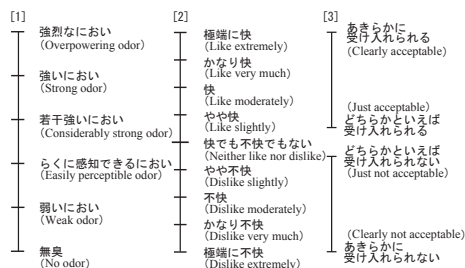 [1]
強烈なにおい
(Overpowering odor)
強いにおい
(Strong odor)
若干強いにおい
(Considerably strong odor)
らくに感知できるにおい
(Easily perceptible odor)
弱いにおい
(Weak odor)
無臭
(No odor)
[2]
極端に快
(Like extremely)
かなり快
(Like very much)
快
(Like moderately)
やや快
(Like slightly)
快でも不快でもない
(Neither like nor dislike)
やや不快
(Dislike slightly)
不快
(Dislike moderately)
かなり不快
(Dislike very much)
極端に不快
(Dislike extremely)
[3]
あきらかに
受け入れられる
(Clearly acceptable)
(Just acceptable)
どちらかといえば
受け入れられる
どちらかといえば
受け入れられない
(Just not acceptable)
(Clearly not acceptable)
あきらかに
受け入れられない